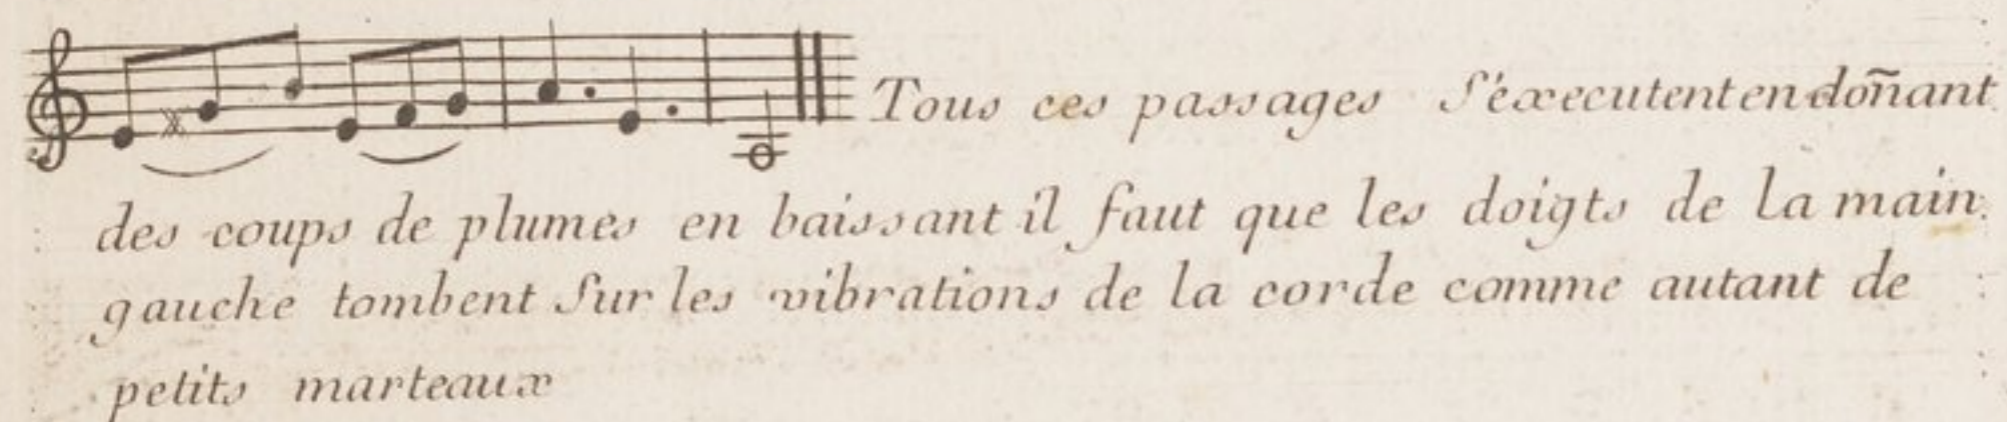 Tous ces passages s'éxecutent en doñant
des coups de plumes en baissant il faut que les doigts de la main
gauche tombent sur les vibrations de la corde comme autant de
petits marteaux